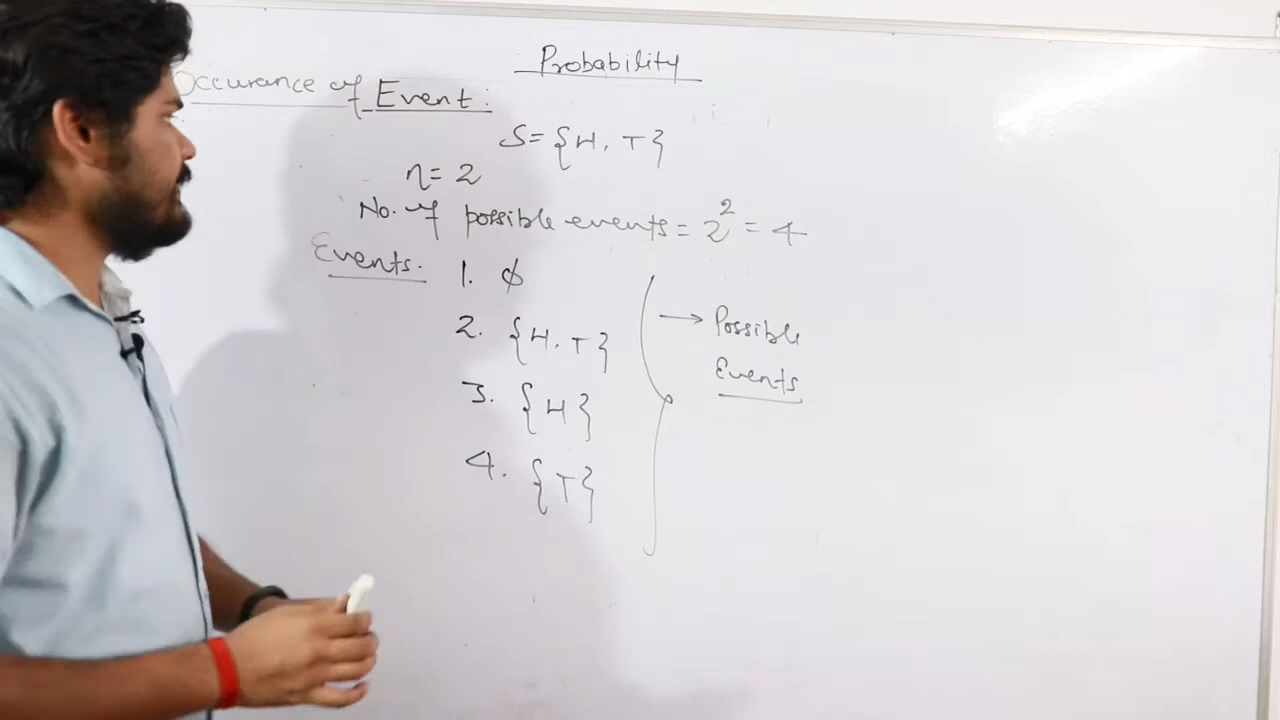 Probability
Occurance of Event:
S={H, T}
n=2
No. of possible events = 2² = 4
Events.
1. ϕ
2. {H, T}
3. {H}
4. {T}
→ Possible
Events